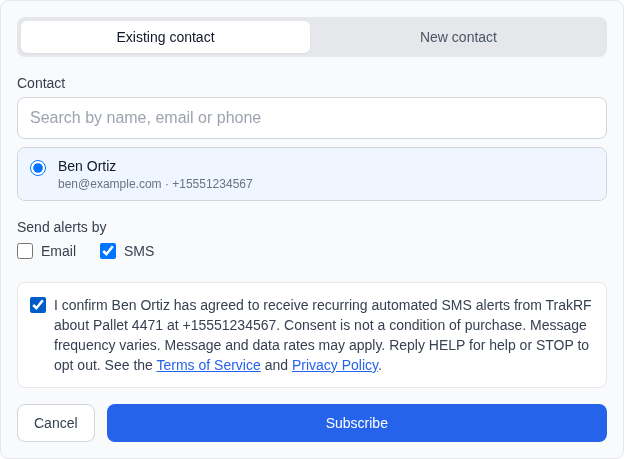 Existing contact
New contact
Contact
Search by name, email or phone
Ben Ortiz
ben@example.com · +15551234567
Send alerts by
Email
SMS
I confirm Ben Ortiz has agreed to receive recurring automated SMS alerts from TrakRF
about Pallet 4471 at +15551234567. Consent is not a condition of purchase. Message
frequency varies. Message and data rates may apply. Reply HELP for help or STOP to
opt out. See the Terms of Service and Privacy Policy.
Cancel
Subscribe